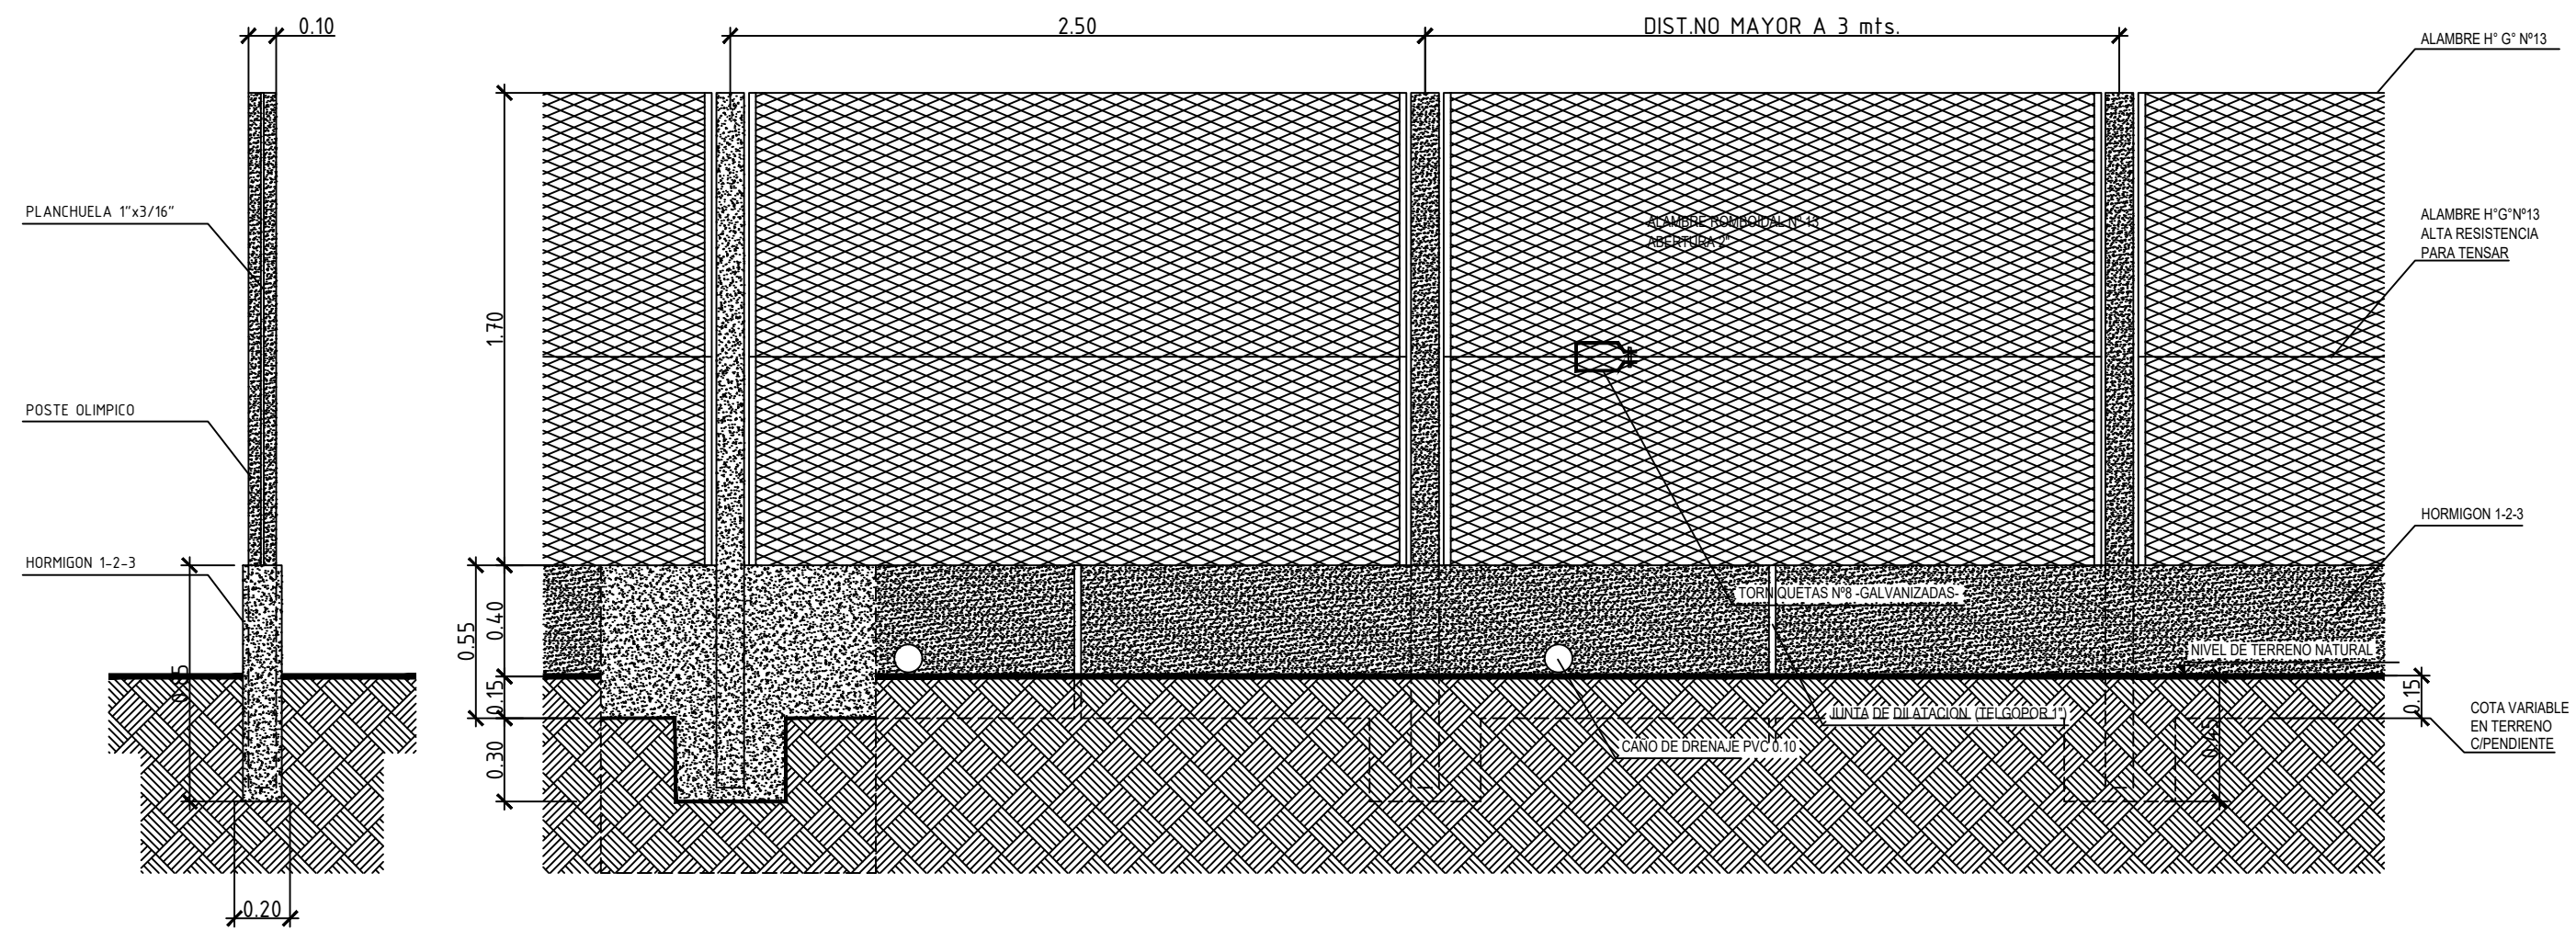 0.10
2.50
DIST.NO MAYOR A 3 mts.
ALAMBRE H° G° Nº13
PLANCHUELA 1"x3/16"
ALAMBRE ROMBOIDAL Nº 13
ABERTURA 2"
ALAMBRE H°G°Nº13
ALTA RESISTENCIA
PARA TENSAR
1.70
POSTE OLIMPICO
HORMIGON 1-2-3
HORMIGON 1-2-3
TORNIQUETAS Nº8 -GALVANIZADAS-
0.55
0.40
NIVEL DE TERRENO NATURAL
0.15
0.15
JUNTA DE DILATACION (TELGOPOR 1")
COTA VARIABLE
EN TERRENO
C/PENDIENTE
0.45
CAÑO DE DRENAJE PVC 0.10
0.30
0.20